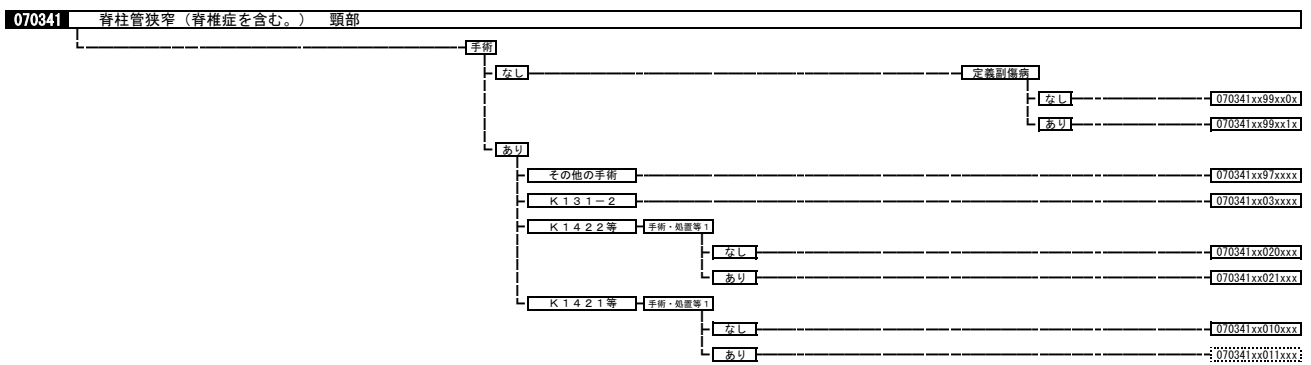 070341 脊柱管狭窄（脊椎症を含む。） 頸部
手術
なし 定義副傷病
なし 070341xx99xx0x
あり 070341xx99xx1x
あり
その他の手術 070341xx97xxxx
Ｋ１３１－２ 070341xx03xxxx
Ｋ１４２２等 手術・処置等１
なし 070341xx020xxx
あり 070341xx021xxx
Ｋ１４２１等 手術・処置等１
なし 070341xx010xxx
あり 070341xx011xxx